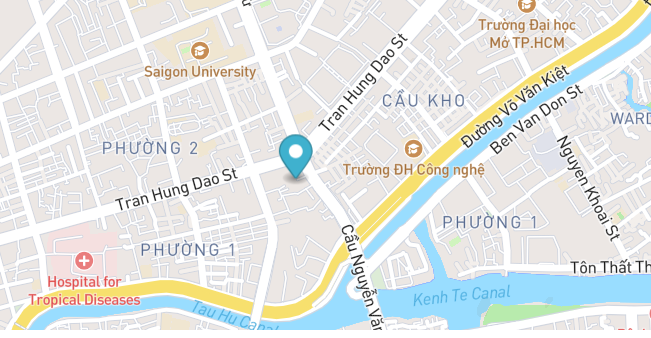 Trường Đại học
Mở TP.HCM
Saigon University
Tran Hung Dao St
CẦU KHO
Đường Võ Văn Kiệt
Ben Van Don St
WARD
PHƯỜNG 2
Trường ĐH Công nghệ
Nguyen Khoai St
Tran Hung Dao St
PHƯỜNG 1
PHƯỜNG 1
Cầu Nguyễn Văn
Tôn Thất Th
Hospital for
Tropical Diseases
Kenh Te Canal
Tau Hu Canal